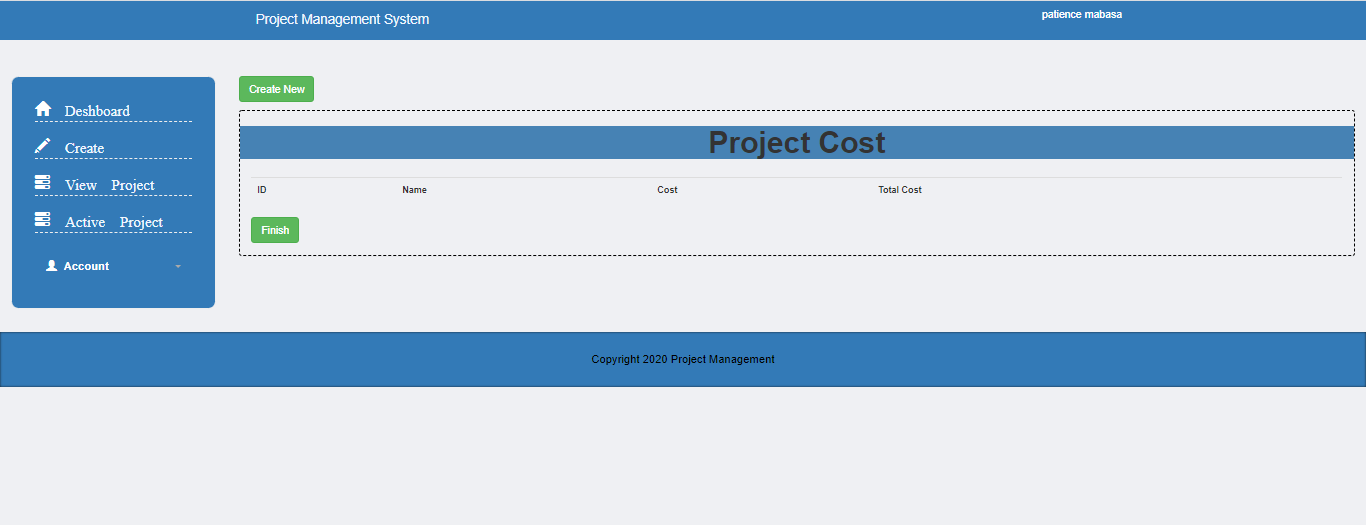 Project Management System
patience mabasa
Deshboard
Create
View Project
Active Project
Account
Create New
Project Cost
ID Name Cost Total Cost
Finish
Copyright 2020 Project Management